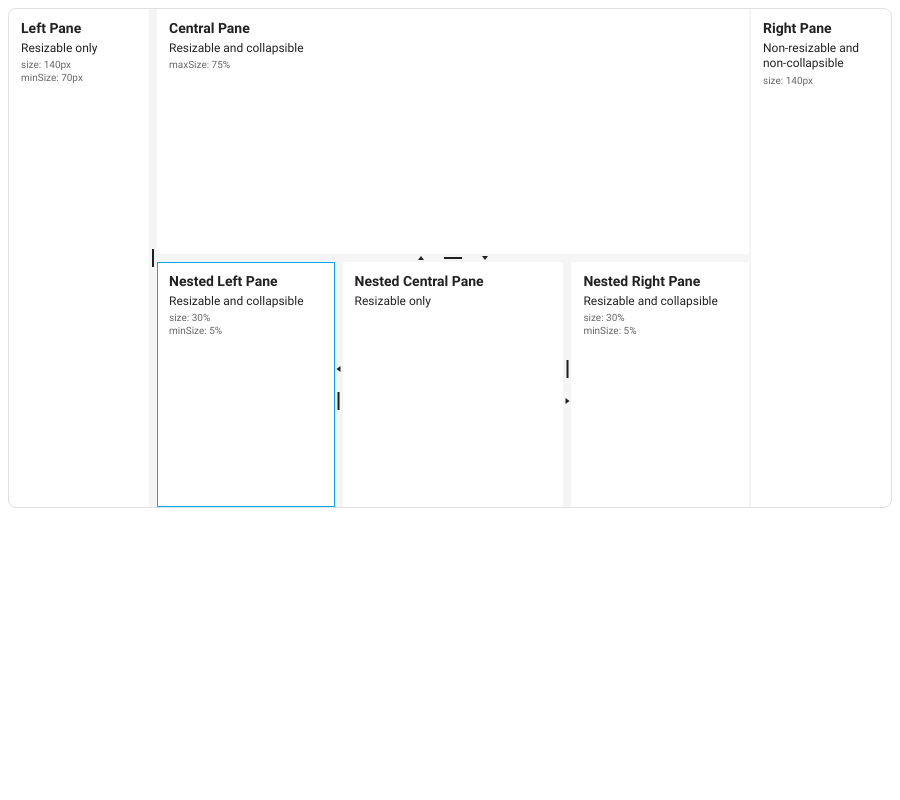 Left Pane
Resizable only
size: 140px
minSize: 70px
Central Pane
Resizable and collapsible
maxSize: 75%
Right Pane
Non-resizable and
non-collapsible
size: 140px
Nested Left Pane
Resizable and collapsible
size: 30%
minSize: 5%
Nested Central Pane
Resizable only
Nested Right Pane
Resizable and collapsible
size: 30%
minSize: 5%